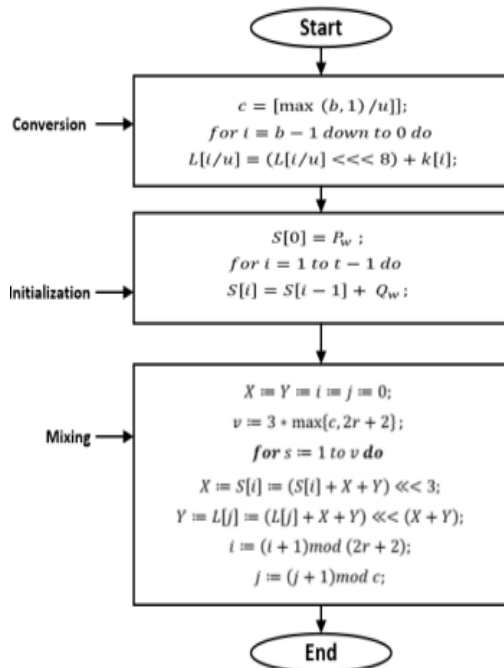 Start
Conversion
c = [max (b, 1) /u]];
for i = b − 1 down to 0 do
L[i/u] = (L[i/u] <<< 8) + k[i];
Initialization
S[0] = P_w ;
for i = 1 to t − 1 do
S[i] = S[i − 1] + Q_w ;
Mixing
X ≔ Y ≔ i ≔ j ≔ 0;
v ≔ 3 * max{c, 2r + 2};
for s ≔ 1 to v do
X ≔ S[i] ≔ (S[i] + X + Y) ⋘ 3;
Y ≔ L[j] ≔ (L[j] + X + Y) ⋘ (X + Y);
i ≔ (i + 1)mod (2r + 2);
j ≔ (j + 1)mod c;
End